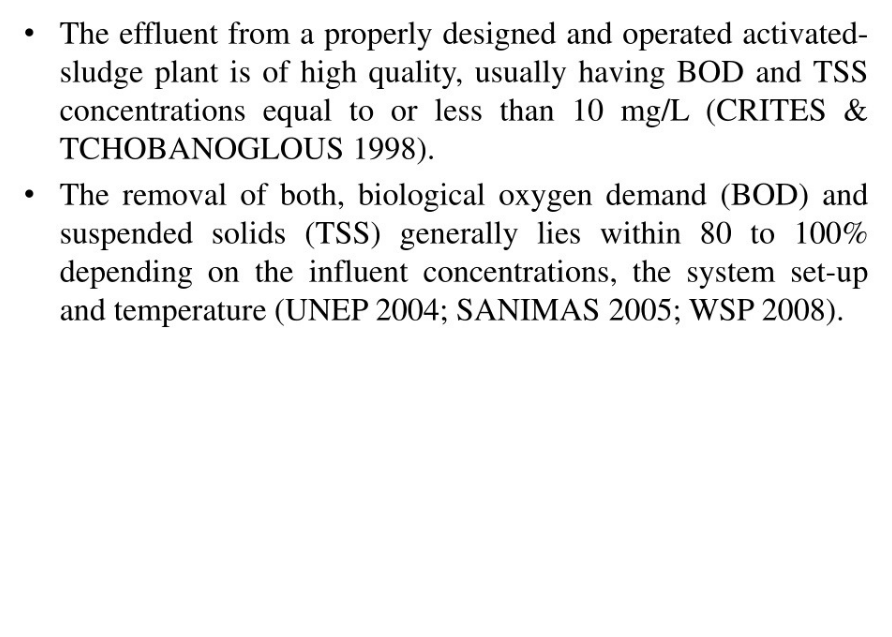 • The effluent from a properly designed and operated activated-
sludge plant is of high quality, usually having BOD and TSS
concentrations equal to or less than 10 mg/L (CRITES &
TCHOBANOGLOUS 1998).
• The removal of both, biological oxygen demand (BOD) and
suspended solids (TSS) generally lies within 80 to 100%
depending on the influent concentrations, the system set-up
and temperature (UNEP 2004; SANIMAS 2005; WSP 2008).